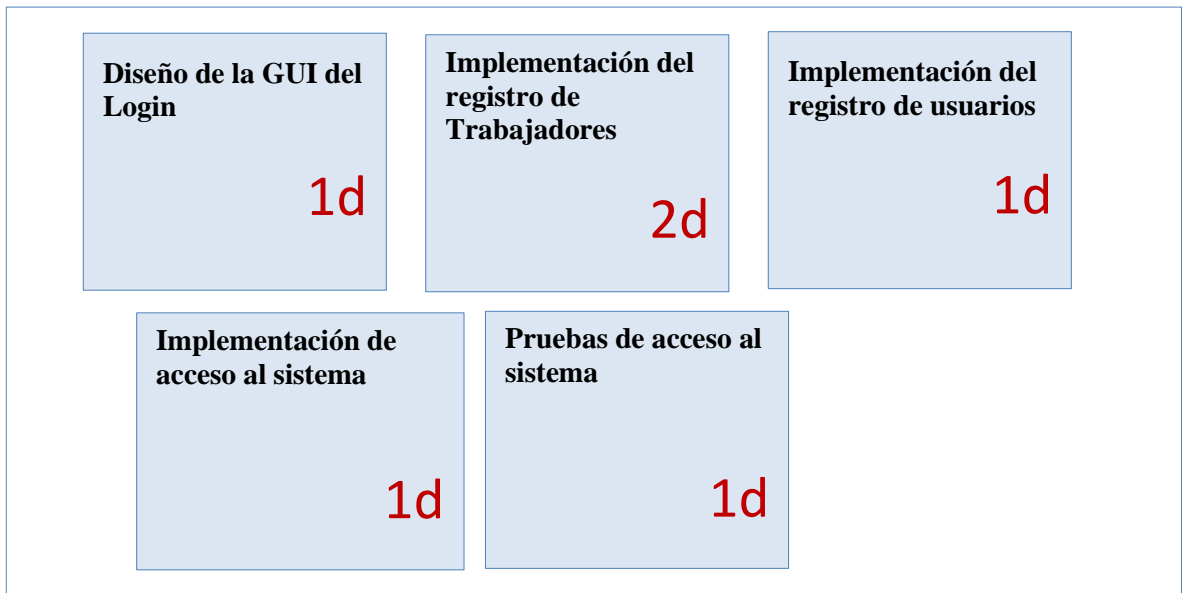 Diseño de la GUI del
Login
1d
Implementación del
registro de
Trabajadores
2d
Implementación del
registro de usuarios
1d
Implementación de
acceso al sistema
1d
Pruebas de acceso al
sistema
1d